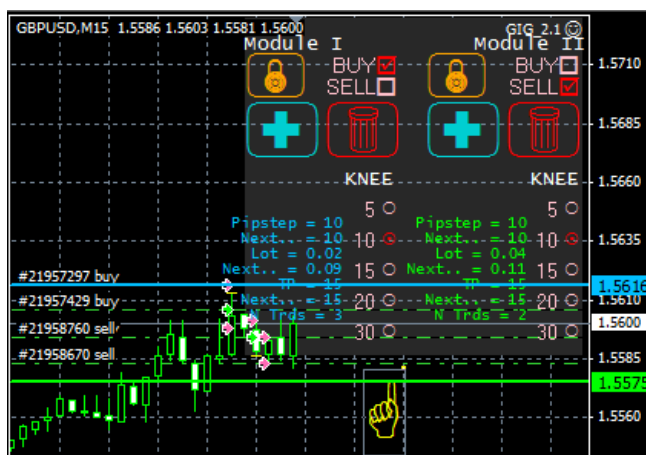 GBPUSD,M15 1.5586 1.5603 1.5581 1.5600
GIG_2.1
Module I
Module II
BUY
BUY
SELL
SELL
KNEE
KNEE
5
5
Pipstep = 10
Pipstep = 10
Next.. = 10
10
Next.. = 10
10
Lot = 0.02
Lot = 0.04
Next.. = 0.09
15
Next.. = 0.11
15
TP = 15
TP = 15
Next.. = 15
20
Next.. = 15
20
N Trds = 3
N Trds = 2
30
30
#21957297 buy
#21957429 buy
#21958760 sell
#21958670 sell
1.5710
1.5685
1.5660
1.5635
1.5616
1.5610
1.5600
1.5585
1.5575
1.5560